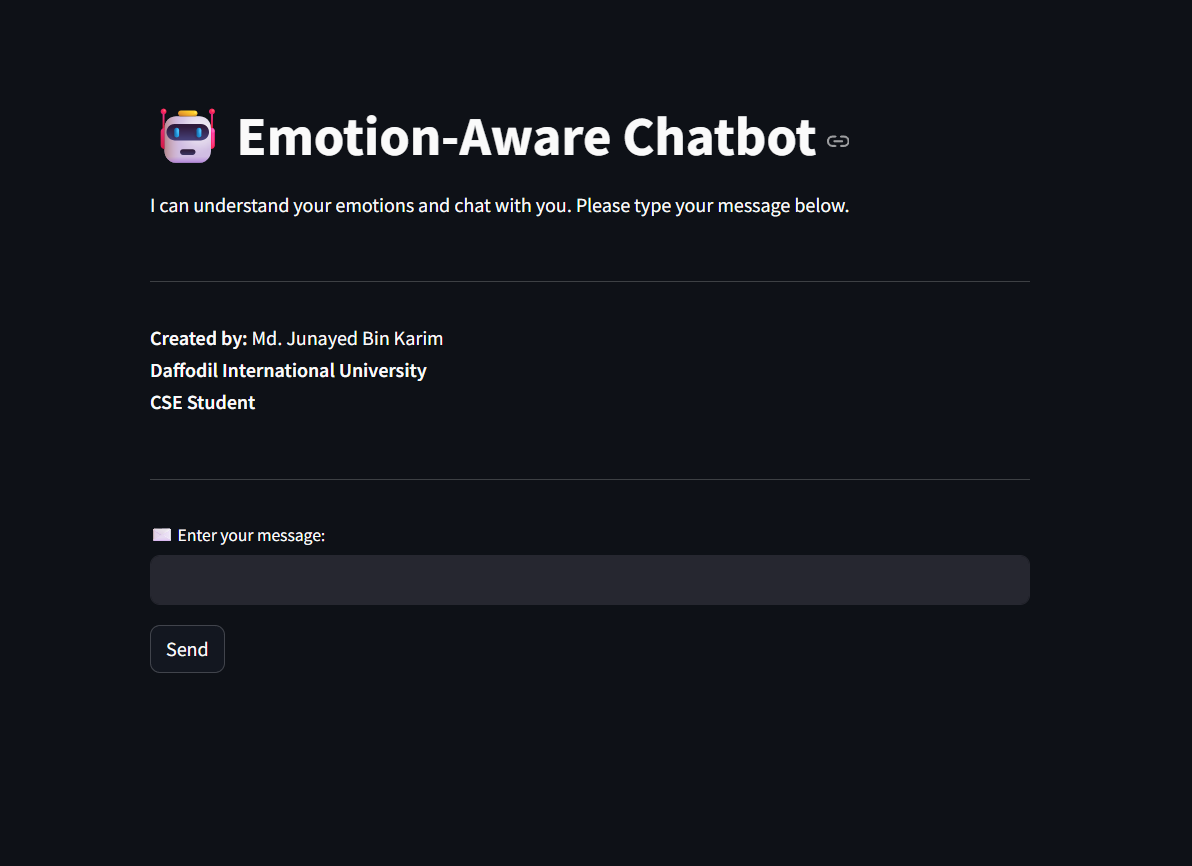 Emotion-Aware Chatbot
I can understand your emotions and chat with you. Please type your message below.
Created by: Md. Junayed Bin Karim
Daffodil International University
CSE Student
Enter your message:
Send